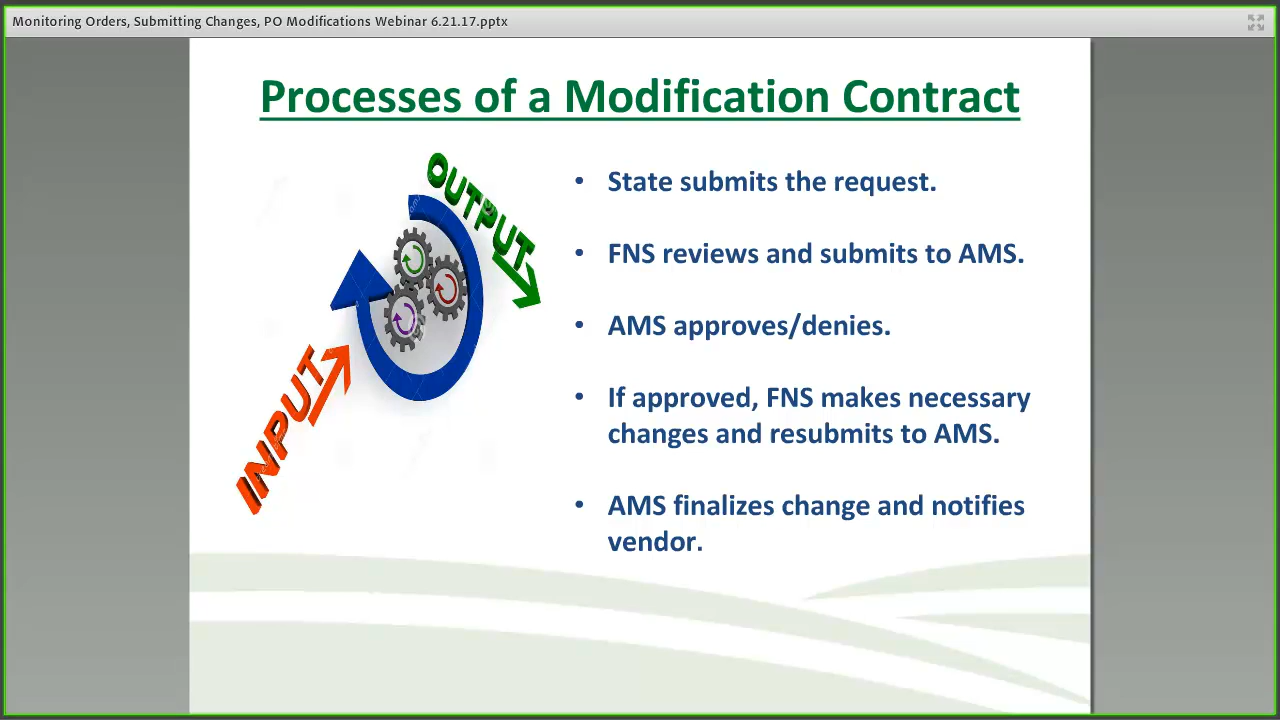 Monitoring Orders, Submitting Changes, PO Modifications Webinar 6.21.17.pptx
Processes of a Modification Contract
OUTPUT
INPUT
• State submits the request.
• FNS reviews and submits to AMS.
• AMS approves/denies.
• If approved, FNS makes necessary
changes and resubmits to AMS.
• AMS finalizes change and notifies
vendor.